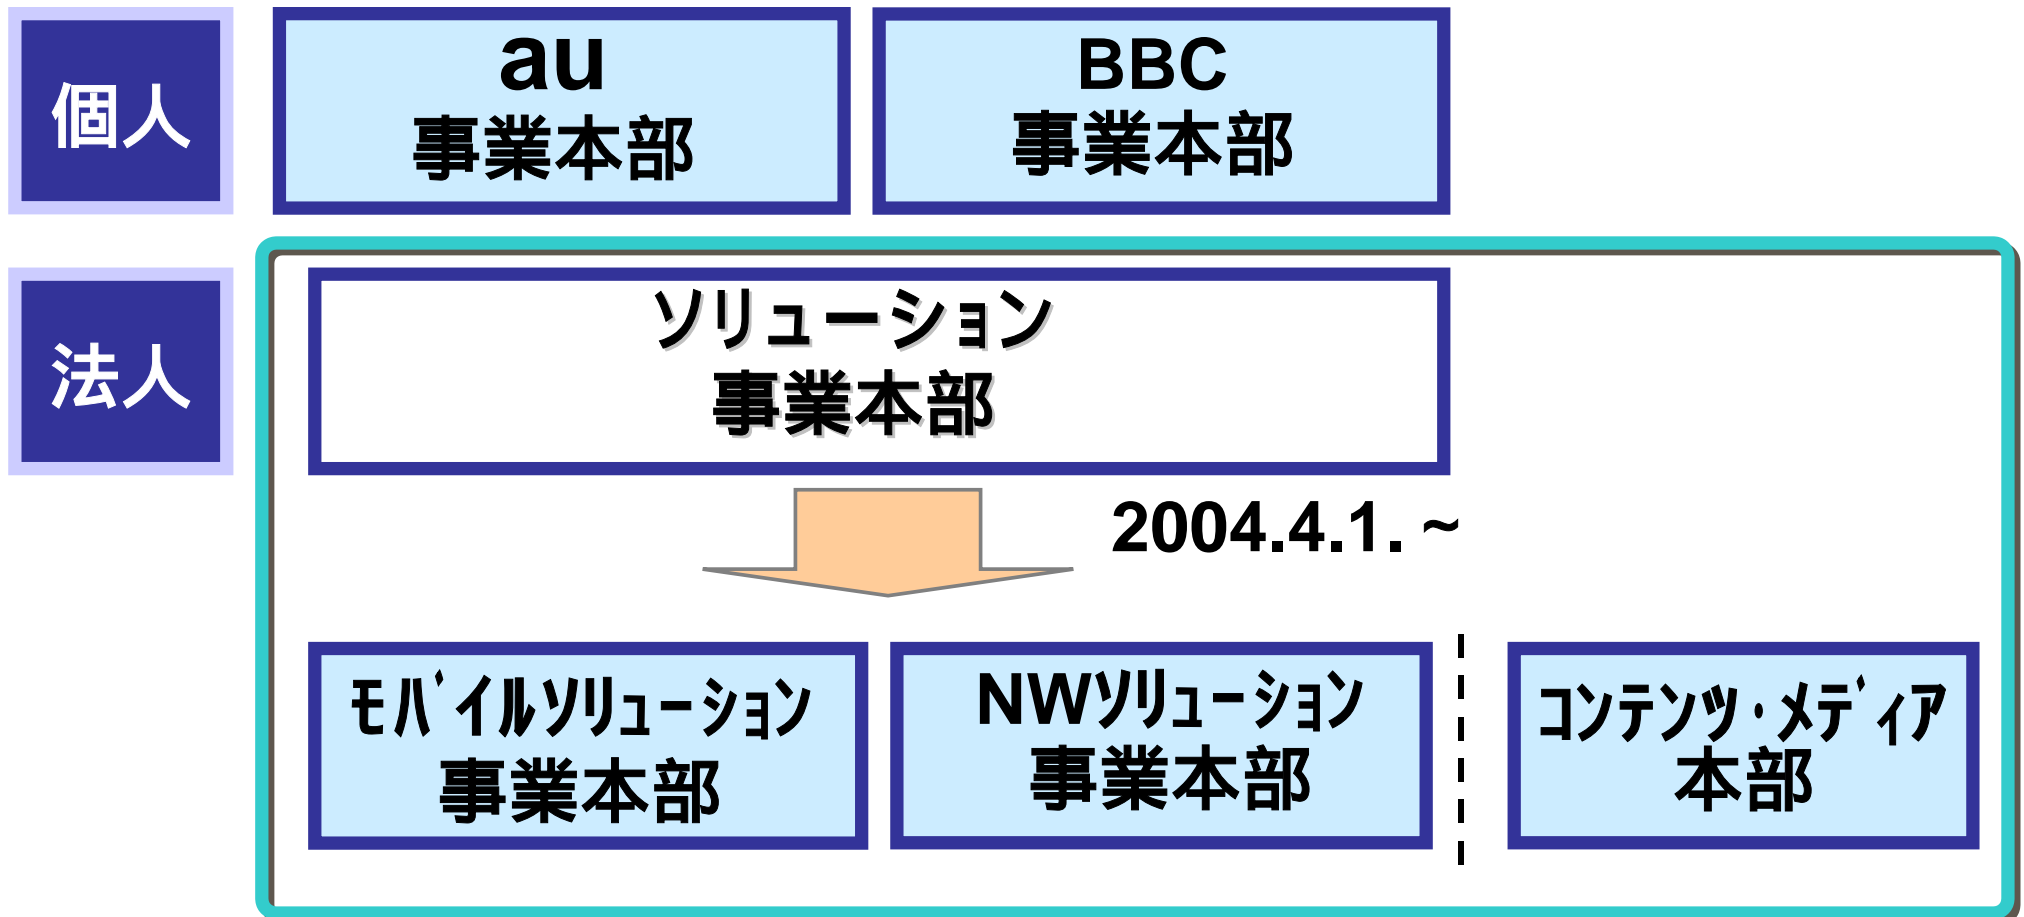 個人
au
事業本部
BBC
事業本部
法人
ソリューション
事業本部
2004.4.1. ~
ﾓﾊﾞｲﾙｿﾘｭｰｼｮﾝ
事業本部
NWｿﾘｭｰｼｮﾝ
事業本部
ｺﾝﾃﾝﾂ・ﾒﾃﾞｨｱ
本部